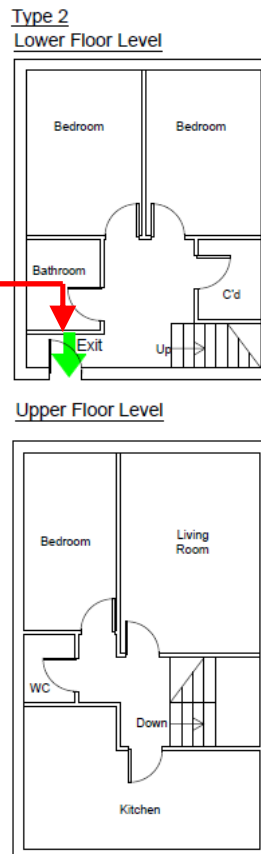 Type 2
Lower Floor Level
Bedroom
Bedroom
Bathroom
C'd
Exit
Up
Upper Floor Level
Bedroom
Living
Room
WC
Down
Kitchen